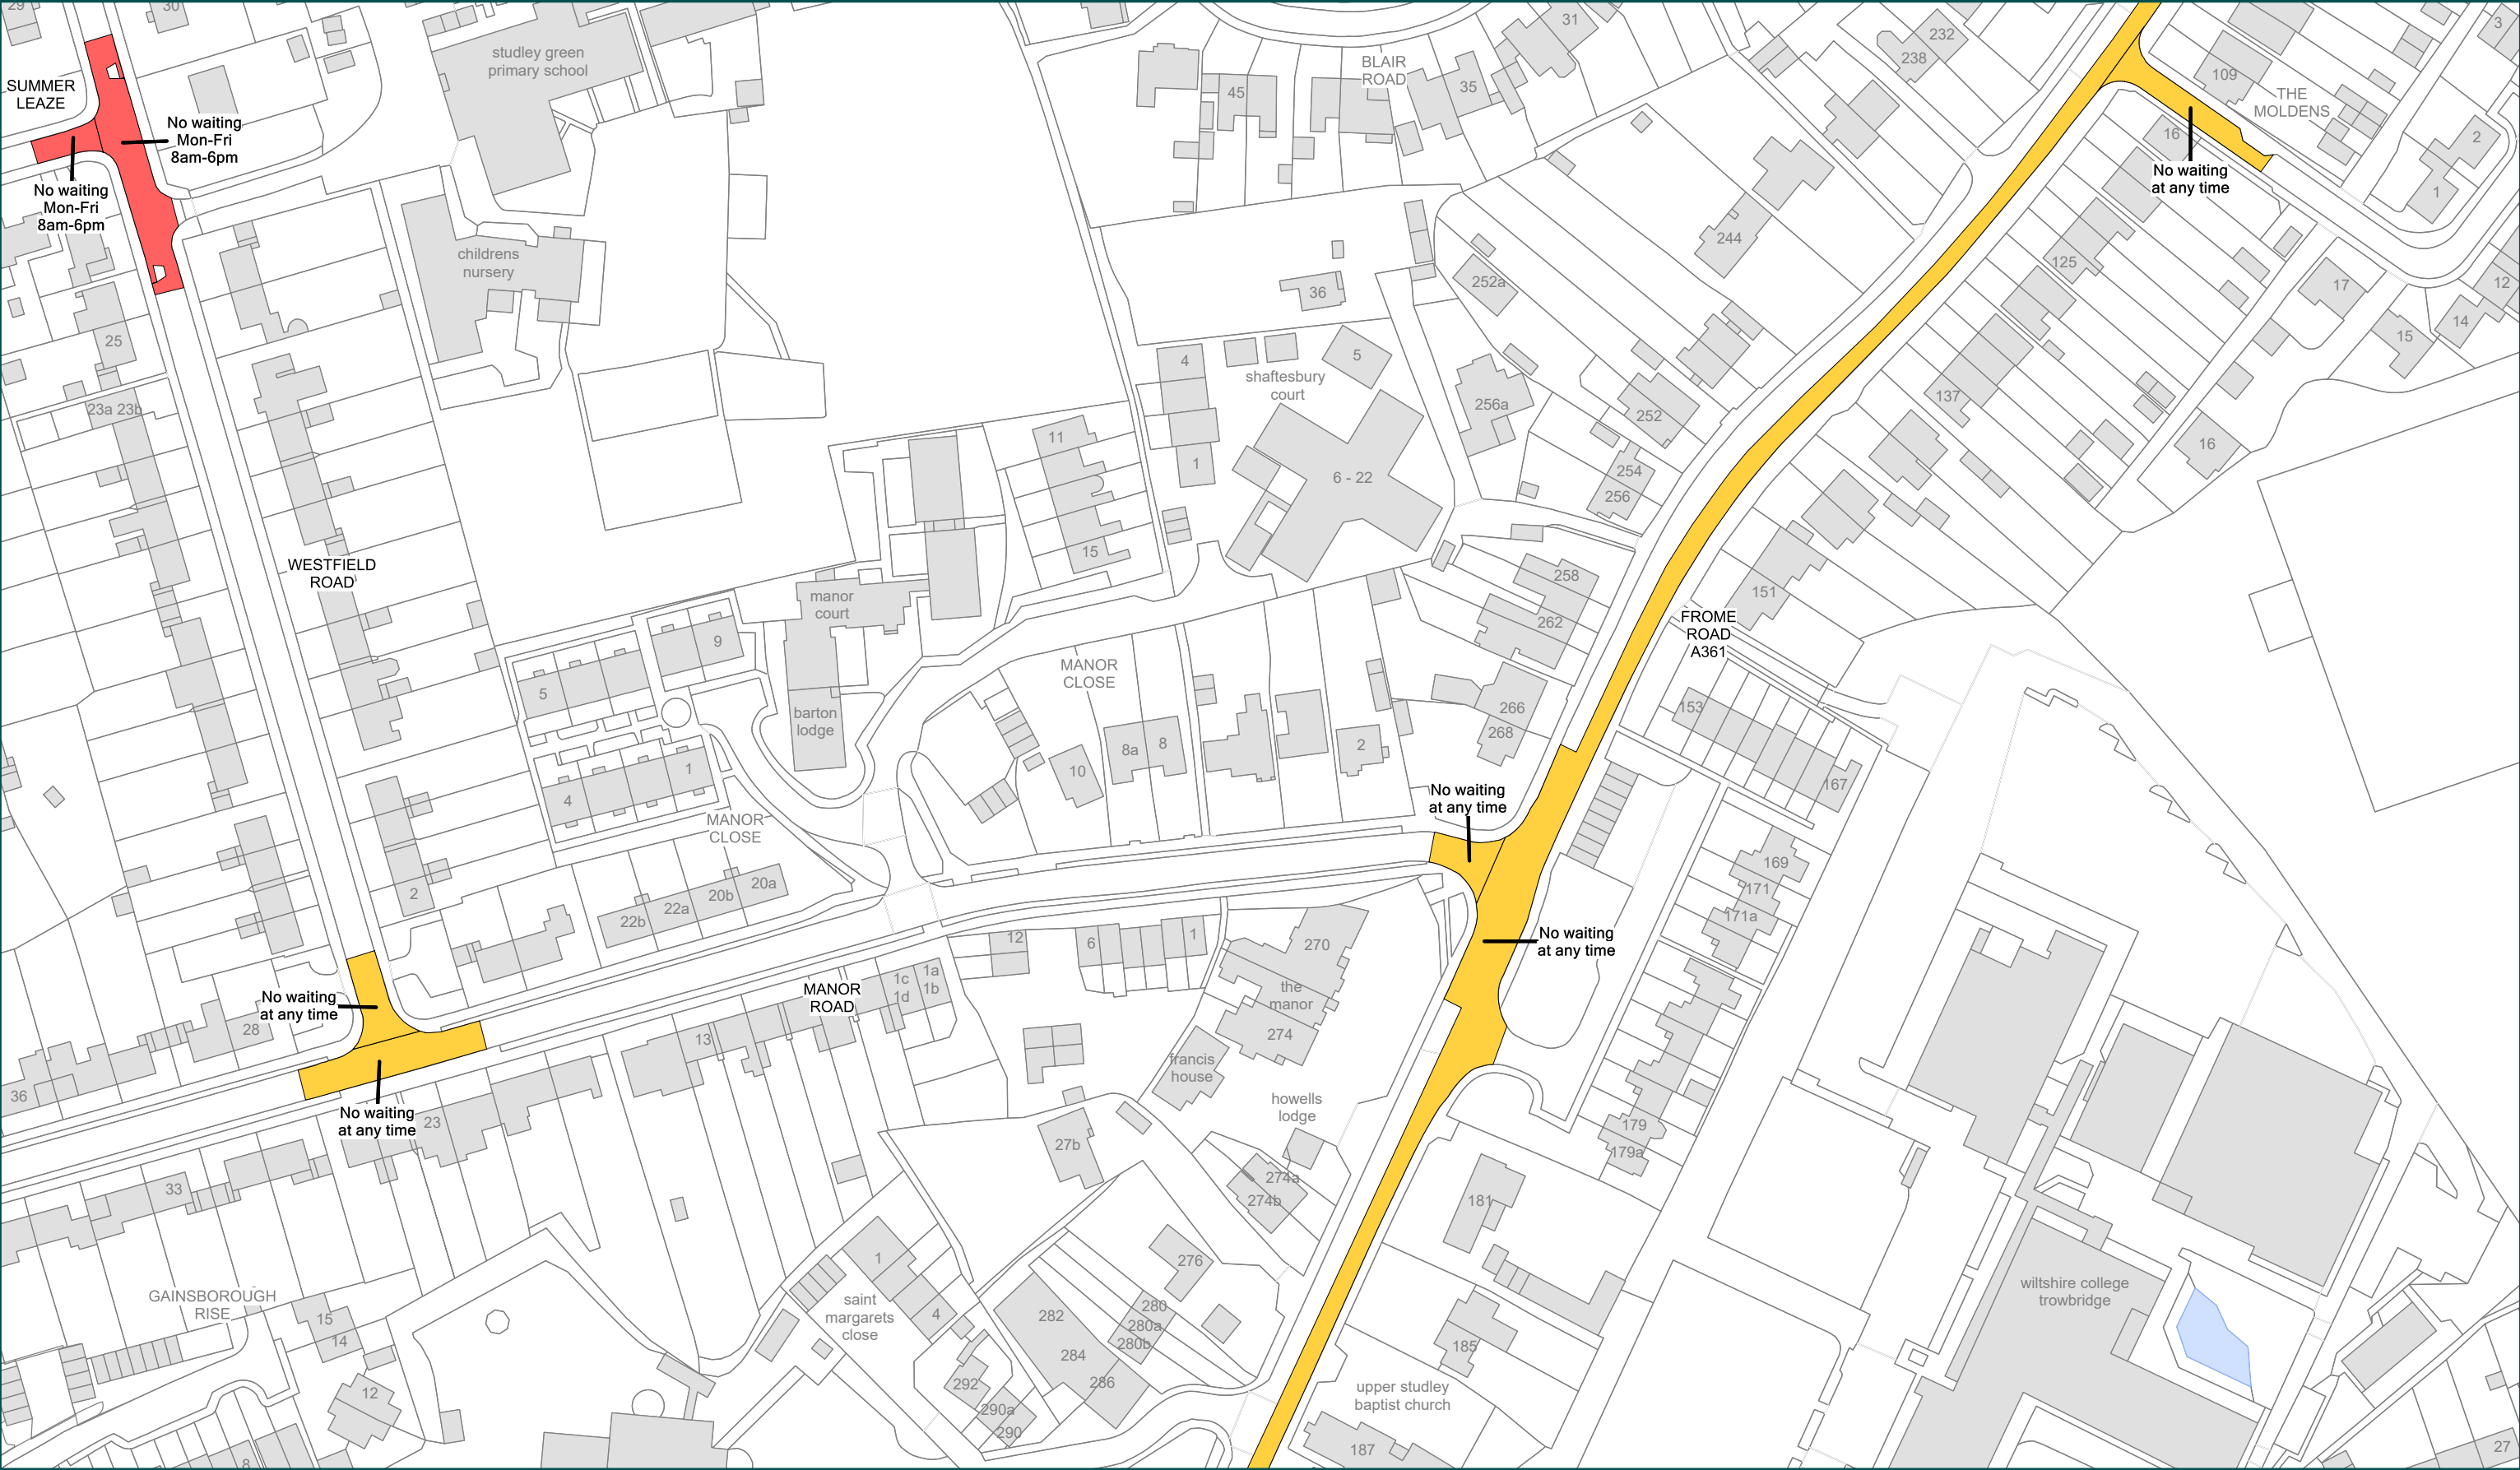 29
30
studley green
primary school
31
BLAIR
ROAD
45
35
232
238
109
THE
MOLDENS
3
2
1
16
No waiting
at any time
SUMMER
LEAZE
No waiting
Mon-Fri
8am-6pm
No waiting
Mon-Fri
8am-6pm
childrens
nursery
36
252a
244
125
17
12
14
15
25
23a 23b
4
shaftesbury
court
5
256a
252
137
16
11
1
6 - 22
254
256
15
WESTFIELD
ROAD
manor
court
258
262
151
FROME
ROAD
A361
9
5
MANOR
CLOSE
barton
lodge
266
268
153
167
8a
8
2
10
1
4
MANOR
CLOSE
No waiting
at any time
2
20a
20b
22a
22b
169
171
171a
12
6
1
270
the
manor
274
No waiting
at any time
1c
1d
1a
1b
MANOR
ROAD
No waiting
at any time
28
13
36
No waiting
at any time
23
francis
house
howells
lodge
27b
179
179a
274a
274b
181
33
1
276
4
saint
margarets
close
GAINSBOROUGH
RISE
15
14
282
280
280a
280b
284
286
185
wiltshire college
trowbridge
12
292
290a
290
upper studley
baptist church
187
8
27